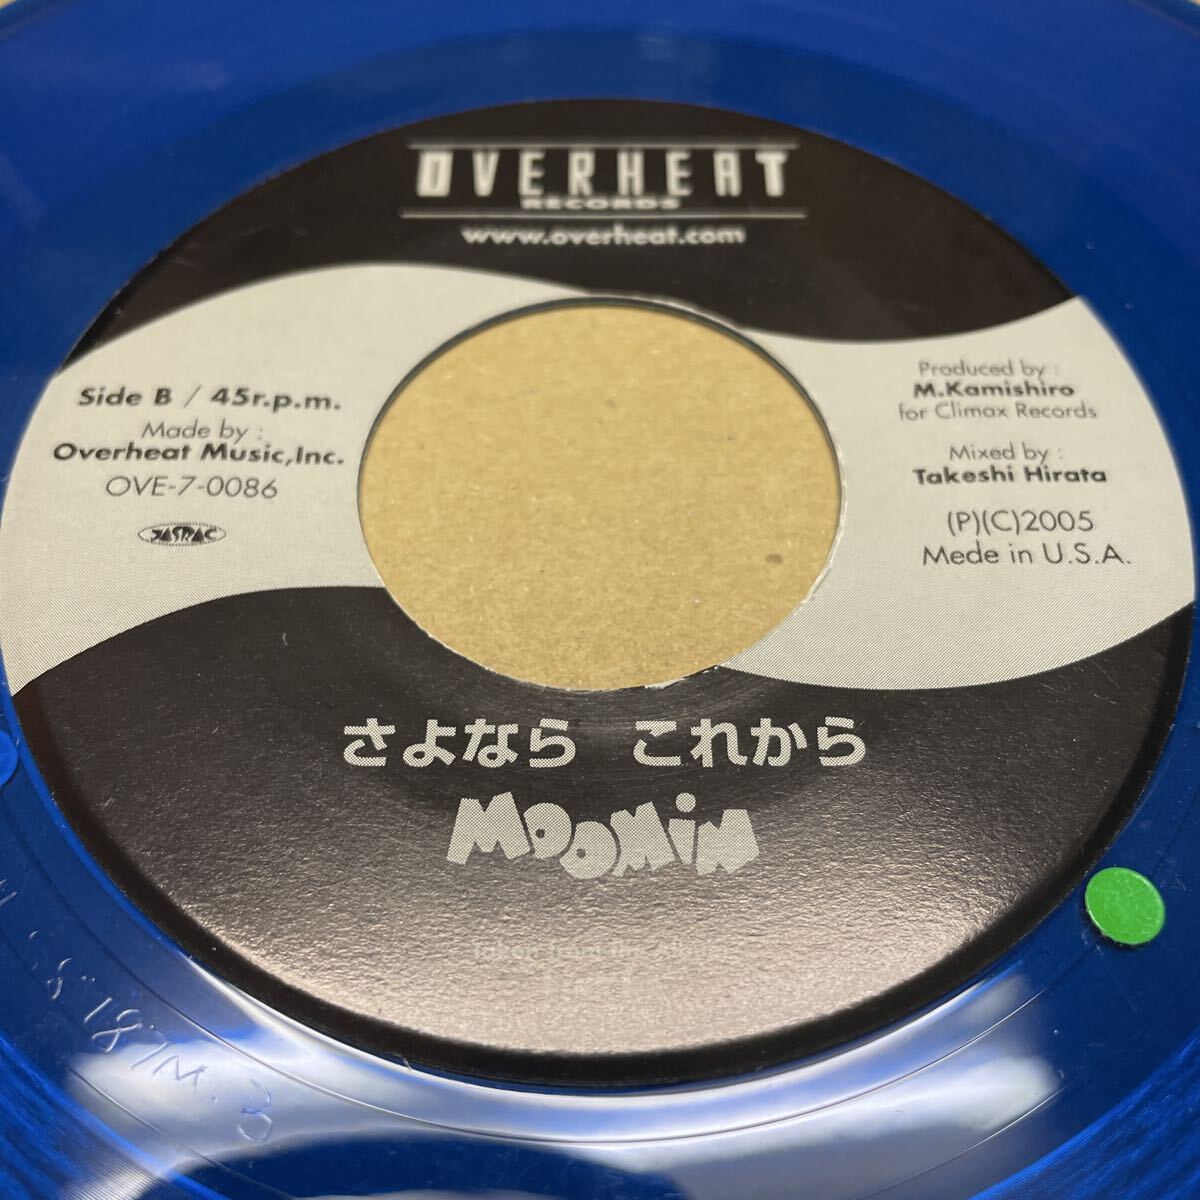 OVERHEAT
RECORDS
www.overheat.com
Side B / 45r.p.m.
Made by :
Overheat Music,Inc.
OVE-7-0086
JASRAC
Produced by :
M.Kamishiro
for Climax Records
Mixed by :
Takeshi Hirata
(P)(C)2005
Mede in U.S.A.
さよなら これから
MOOMiN